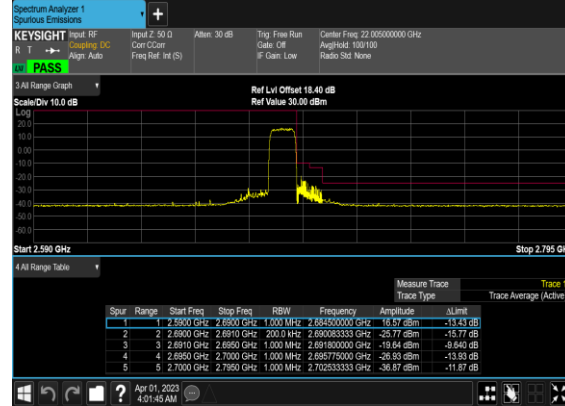 Spectrum Analyzer 1
Spurious Emissions
KEYSIGHT Input: RF Input Z: 50 Ω Atten: 30 dB Trig: Free Run Center Freq: 22.005000000 GHz
R T Coupling: DC Corr CCorr Gate: Off Avg|Hold: 100/100
Align: Auto Freq Ref: Int (S) IF Gain: Low Radio Std: None
PASS
3 All Range Graph
Ref Lvl Offset 18.40 dB
Scale/Div 10.0 dB Ref Value 30.00 dBm
Log
20.0
10.0
0.00
-10.0
-20.0
-30.0
-40.0
-50.0
-60.0
Start 2.590 GHz Stop 2.795 GH
4 All Range Table
Measure Trace Trace 1
Trace Type Trace Average (Active
Spur Range Start Freq Stop Freq RBW Frequency Amplitude ΔLimit
1 1 2.5900 GHz 2.6900 GHz 1.000 MHz 2.684500000 GHz 16.57 dBm -13.43 dB
2 2 2.6900 GHz 2.6910 GHz 200.0 kHz 2.690083333 GHz -25.77 dBm -15.77 dB
3 3 2.6910 GHz 2.6950 GHz 1.000 MHz 2.691800000 GHz -19.64 dBm -9.640 dB
4 4 2.6950 GHz 2.7000 GHz 1.000 MHz 2.695775000 GHz -26.93 dBm -13.93 dB
5 5 2.7000 GHz 2.7950 GHz 1.000 MHz 2.702533333 GHz -36.87 dBm -11.87 dB
? Apr 01, 2023
4:01:45 AM